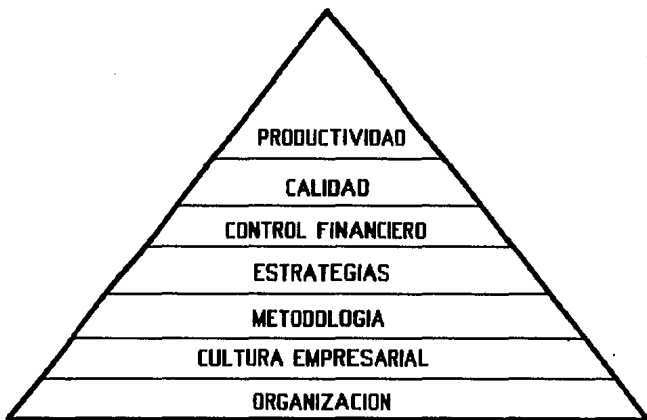 PRODUCTIVIDAD
CALIDAD
CONTROL FINANCIERO
ESTRATEGIAS
METODOLOGIA
CULTURA EMPRESARIAL
ORGANIZACION